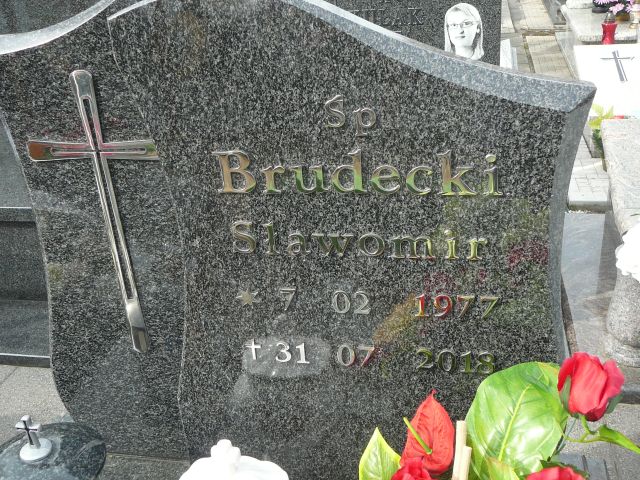 Śp
Brudecki
Sławomir
* 7 02 1977
✝ 31 07 2018